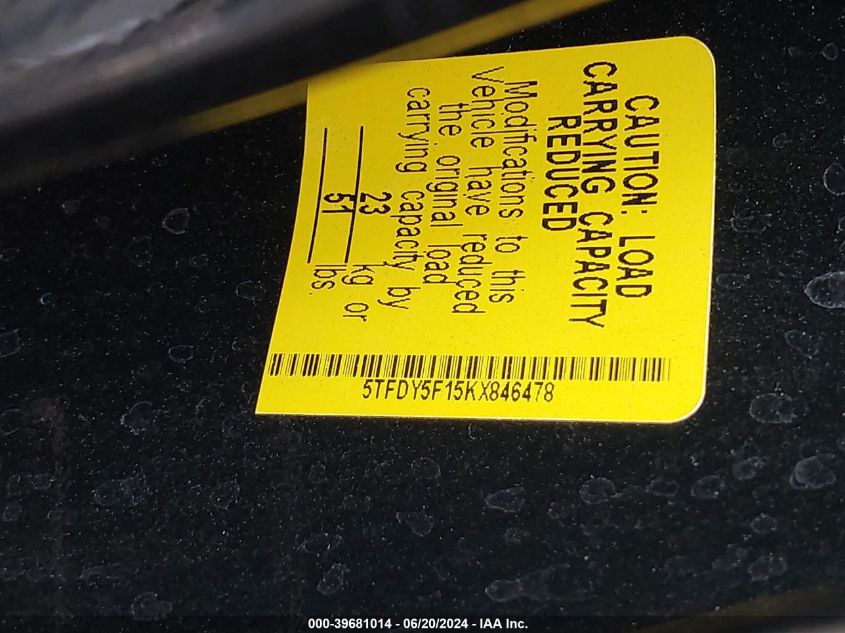 CAUTION: LOAD
CARRYING CAPACITY
REDUCED
Modifications to this
vehicle have reduced
the original load
carrying capacity by
23 kg or
51 lbs.
5TFDY5F15KX846478
000-39681014 - 06/20/2024 - IAA Inc.